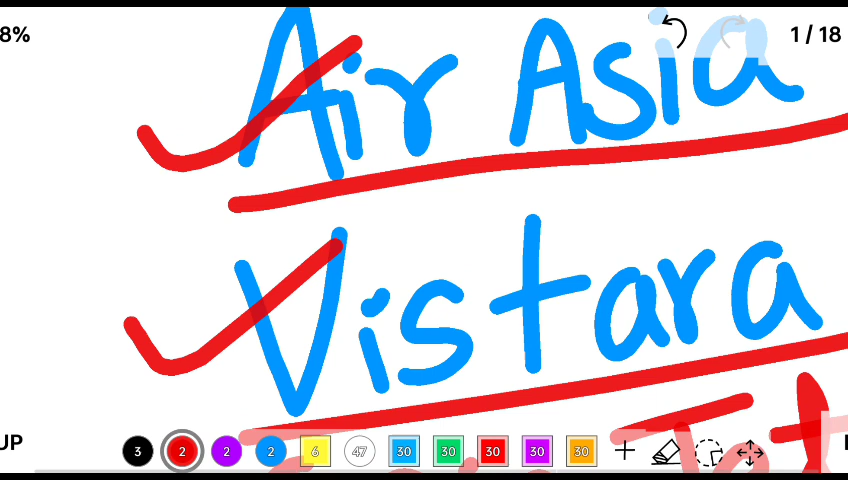 8%
1 / 18
Air Asia
Vistara
UP
3 2 2 2 6 47 30 30 30 30 30